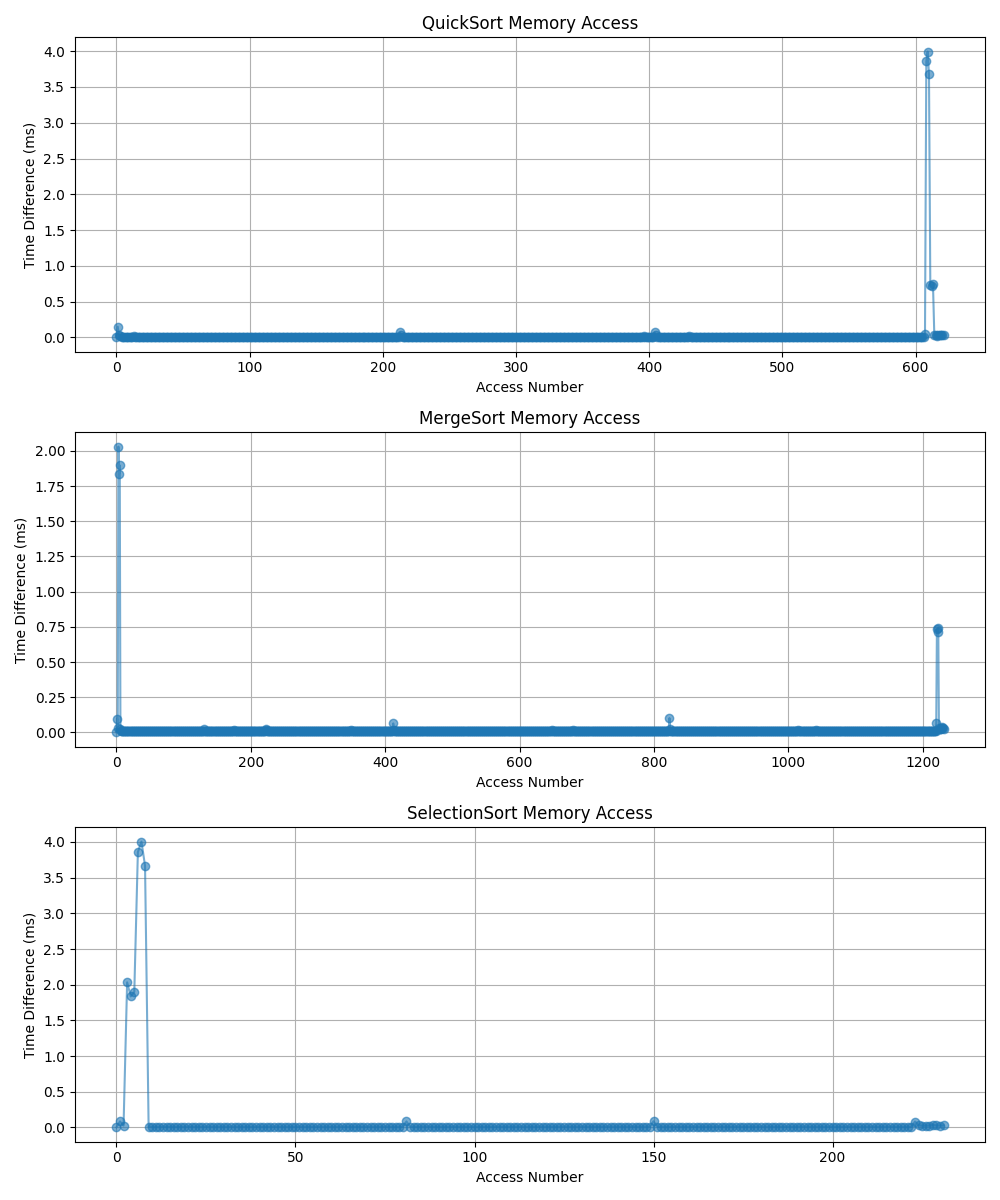 QuickSort Memory Access
Time Difference (ms)
4.0
3.5
3.0
2.5
2.0
1.5
1.0
0.5
0.0
0 100 200 300 400 500 600
Access Number
MergeSort Memory Access
Time Difference (ms)
2.00
1.75
1.50
1.25
1.00
0.75
0.50
0.25
0.00
0 200 400 600 800 1000 1200
Access Number
SelectionSort Memory Access
Time Difference (ms)
4.0
3.5
3.0
2.5
2.0
1.5
1.0
0.5
0.0
0 50 100 150 200
Access Number